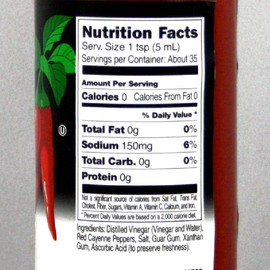 Nutrition Facts
Serv. Size 1 tsp (5 mL)
Servings per Container: About 35
Amount Per Serving
Calories 0 Calories From Fat 0
% Daily Value *
Total Fat 0g 0%
Sodium 150mg 6%
Total Carb. 0g 0%
Protein 0g
Not a significant source of calories from Sat Fat, Trans Fat,
Cholest, Fiber, Sugars, Vitamin A, Vitamin C, Calcium, and Iron.
* Percent Daily Values are based on a 2,000 calorie diet.
Ingredients: Distilled Vinegar (Vinegar and Water),
Red Cayenne Peppers, Salt, Guar Gum, Xanthan
Gum, Ascorbic Acid (to preserve freshness).